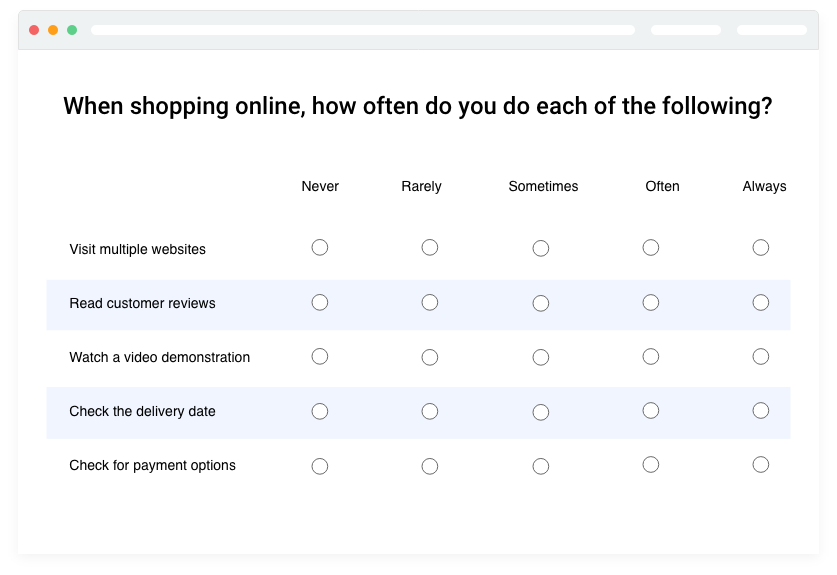 When shopping online, how often do you do each of the following?
Never Rarely Sometimes Often Always
Visit multiple websites
Read customer reviews
Watch a video demonstration
Check the delivery date
Check for payment options